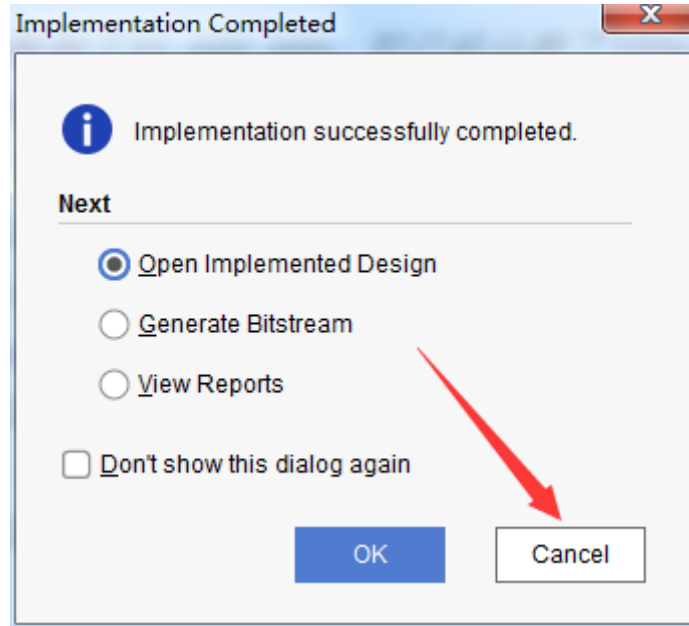 Implementation Completed
Implementation successfully completed.
Next
Open Implemented Design
Generate Bitstream
View Reports
Don't show this dialog again
OK
Cancel